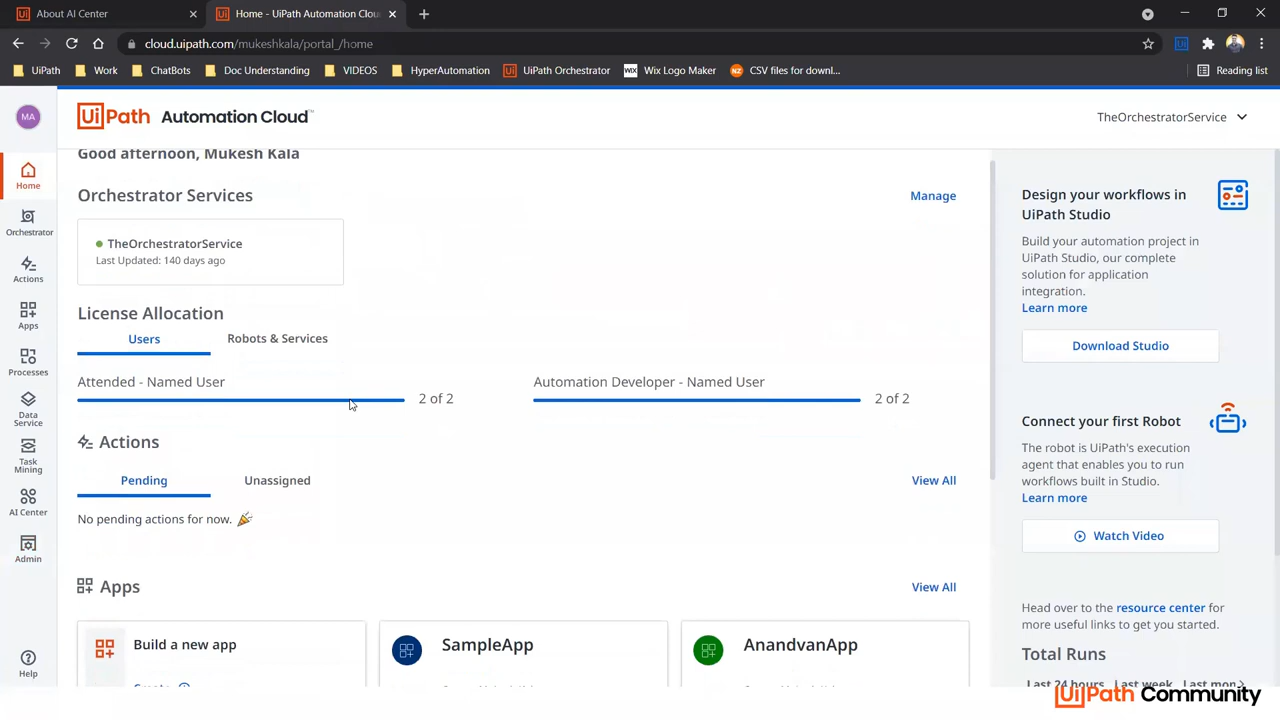 About AI Center
Home - UiPath Automation Clou
cloud.uipath.com/mukeshkala/portal_/home
UiPath
Work
ChatBots
Doc Understanding
VIDEOS
HyperAutomation
UiPath Orchestrator
Wix Logo Maker
CSV files for downl...
Reading list
MA
UiPath Automation Cloud™
TheOrchestratorService
Home
Orchestrator
Actions
Apps
Processes
Data
Service
Task
Mining
AI Center
Admin
Help
Good afternoon, Mukesh Kala
Orchestrator Services
Manage
TheOrchestratorService
Last Updated: 140 days ago
License Allocation
Users
Robots & Services
Attended - Named User
2 of 2
Automation Developer - Named User
2 of 2
Actions
Pending
Unassigned
View All
No pending actions for now.
Apps
View All
Build a new app
SampleApp
AnandvanApp
Design your workflows in
UiPath Studio
Build your automation project in
UiPath Studio, our complete
solution for application
integration.
Learn more
Download Studio
Connect your first Robot
The robot is UiPath's execution
agent that enables you to run
workflows built in Studio.
Learn more
Watch Video
Head over to the resource center for
more useful links to get you started.
Total Runs
Last 24 hours
Last week
Last mon
UiPath Community